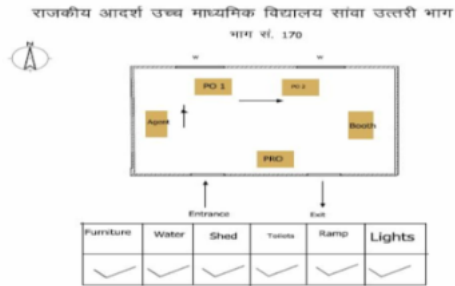 राजकीय आदर्श उच्च माध्यमिक विद्यालय सांवा उत्तरी भाग
भाग सं. 170
N
W W
PO 1 PO 2
Agent Booth
PRO
Entrance Exit
Furniture Water Shed Toilets Ramp Lights